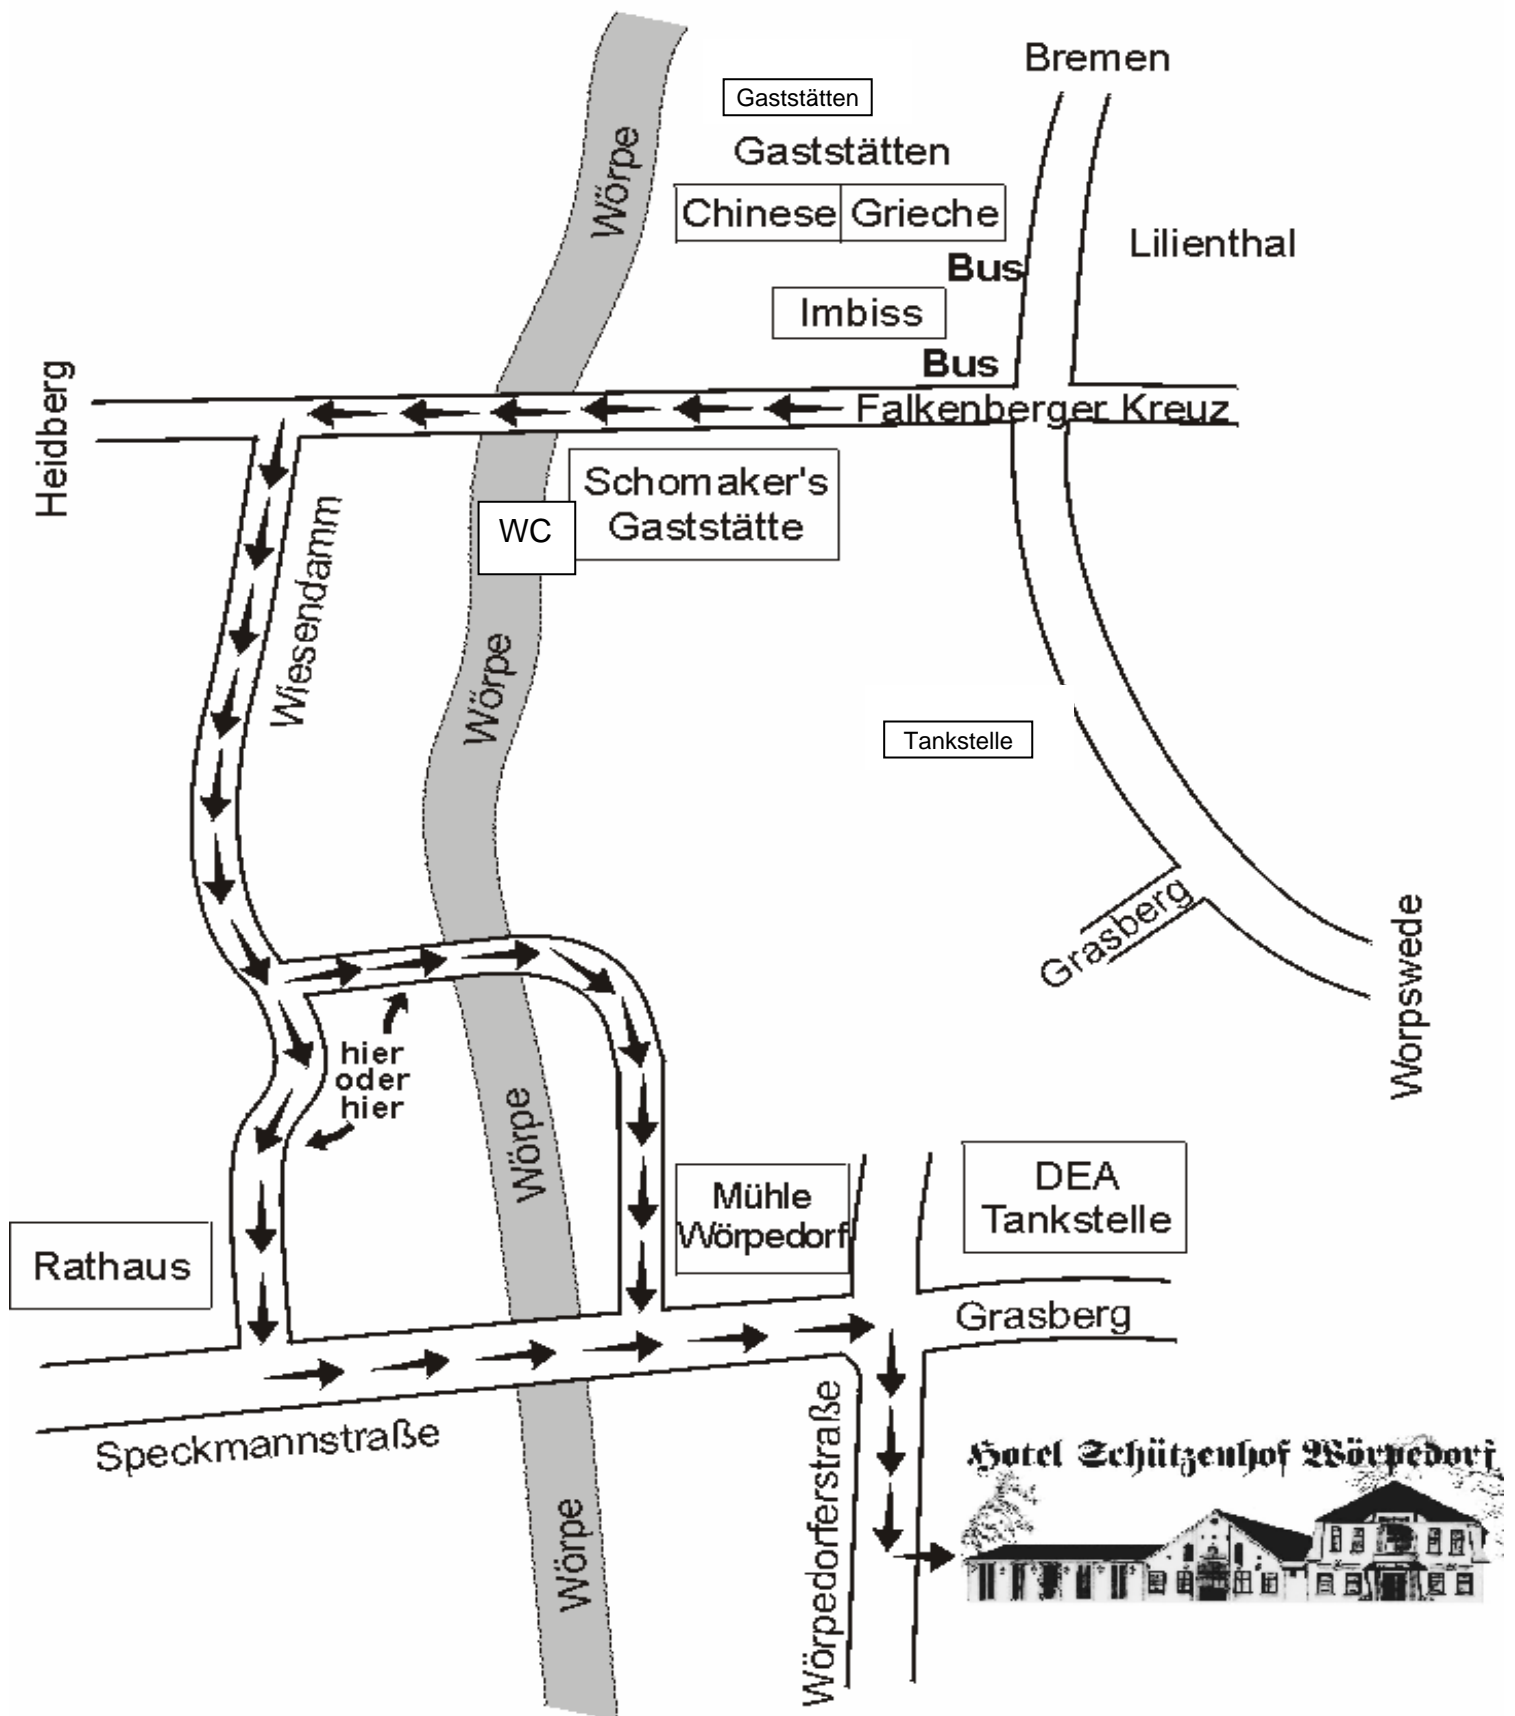 Bremen
Gaststätten
Gaststätten
Wörpe
Chinese
Grieche
Lilienthal
Bus
Imbiss
Bus
Heidberg
Falkenberger Kreuz
Schomaker's
Gaststätte
WC
Wiesendamm
Wörpe
Tankstelle
Grasberg
Worpswede
hier
oder
hier
Wörpe
Mühle
Wörpedorf
DEA
Tankstelle
Rathaus
Grasberg
Speckmannstraße
Wörpedorferstraße
Hotel Schützenhof Wörpedorf
Wörpe